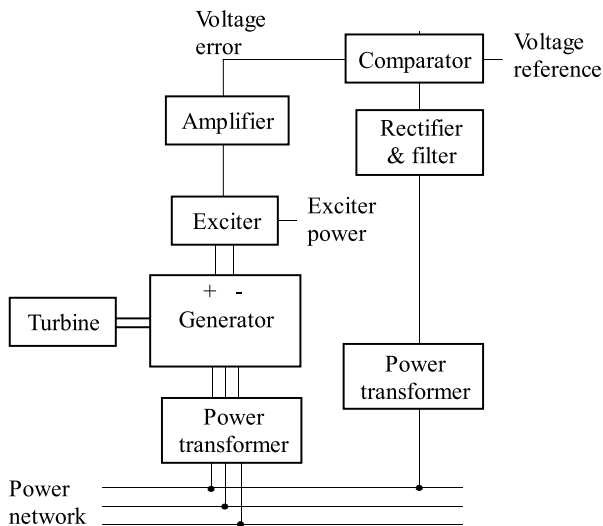 Voltage
error
Comparator
Voltage
reference
Amplifier
Rectifier
& filter
Exciter
Exciter
power
+ -
Turbine
Generator
Power
transformer
Power
transformer
Power
network